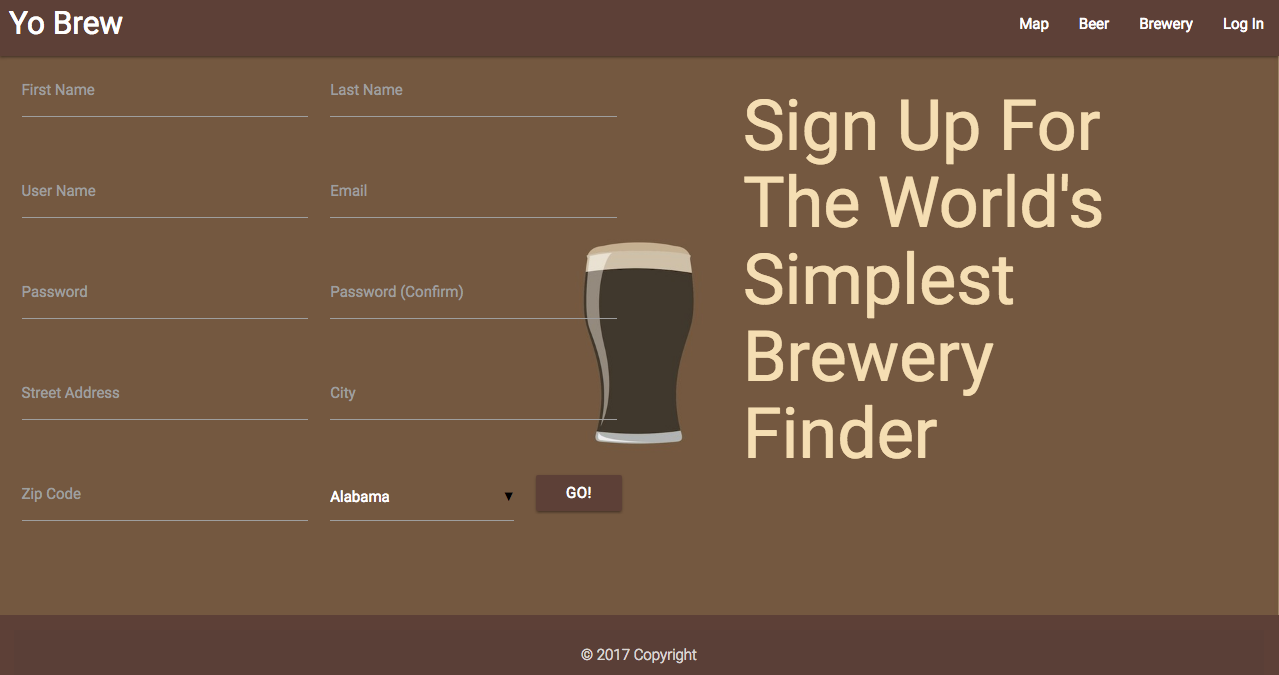 Yo Brew
Map Beer Brewery Log In
First Name Last Name
User Name Email
Password Password (Confirm)
Street Address City
Zip Code Alabama GO!
Sign Up For
The World's
Simplest
Brewery
Finder
© 2017 Copyright